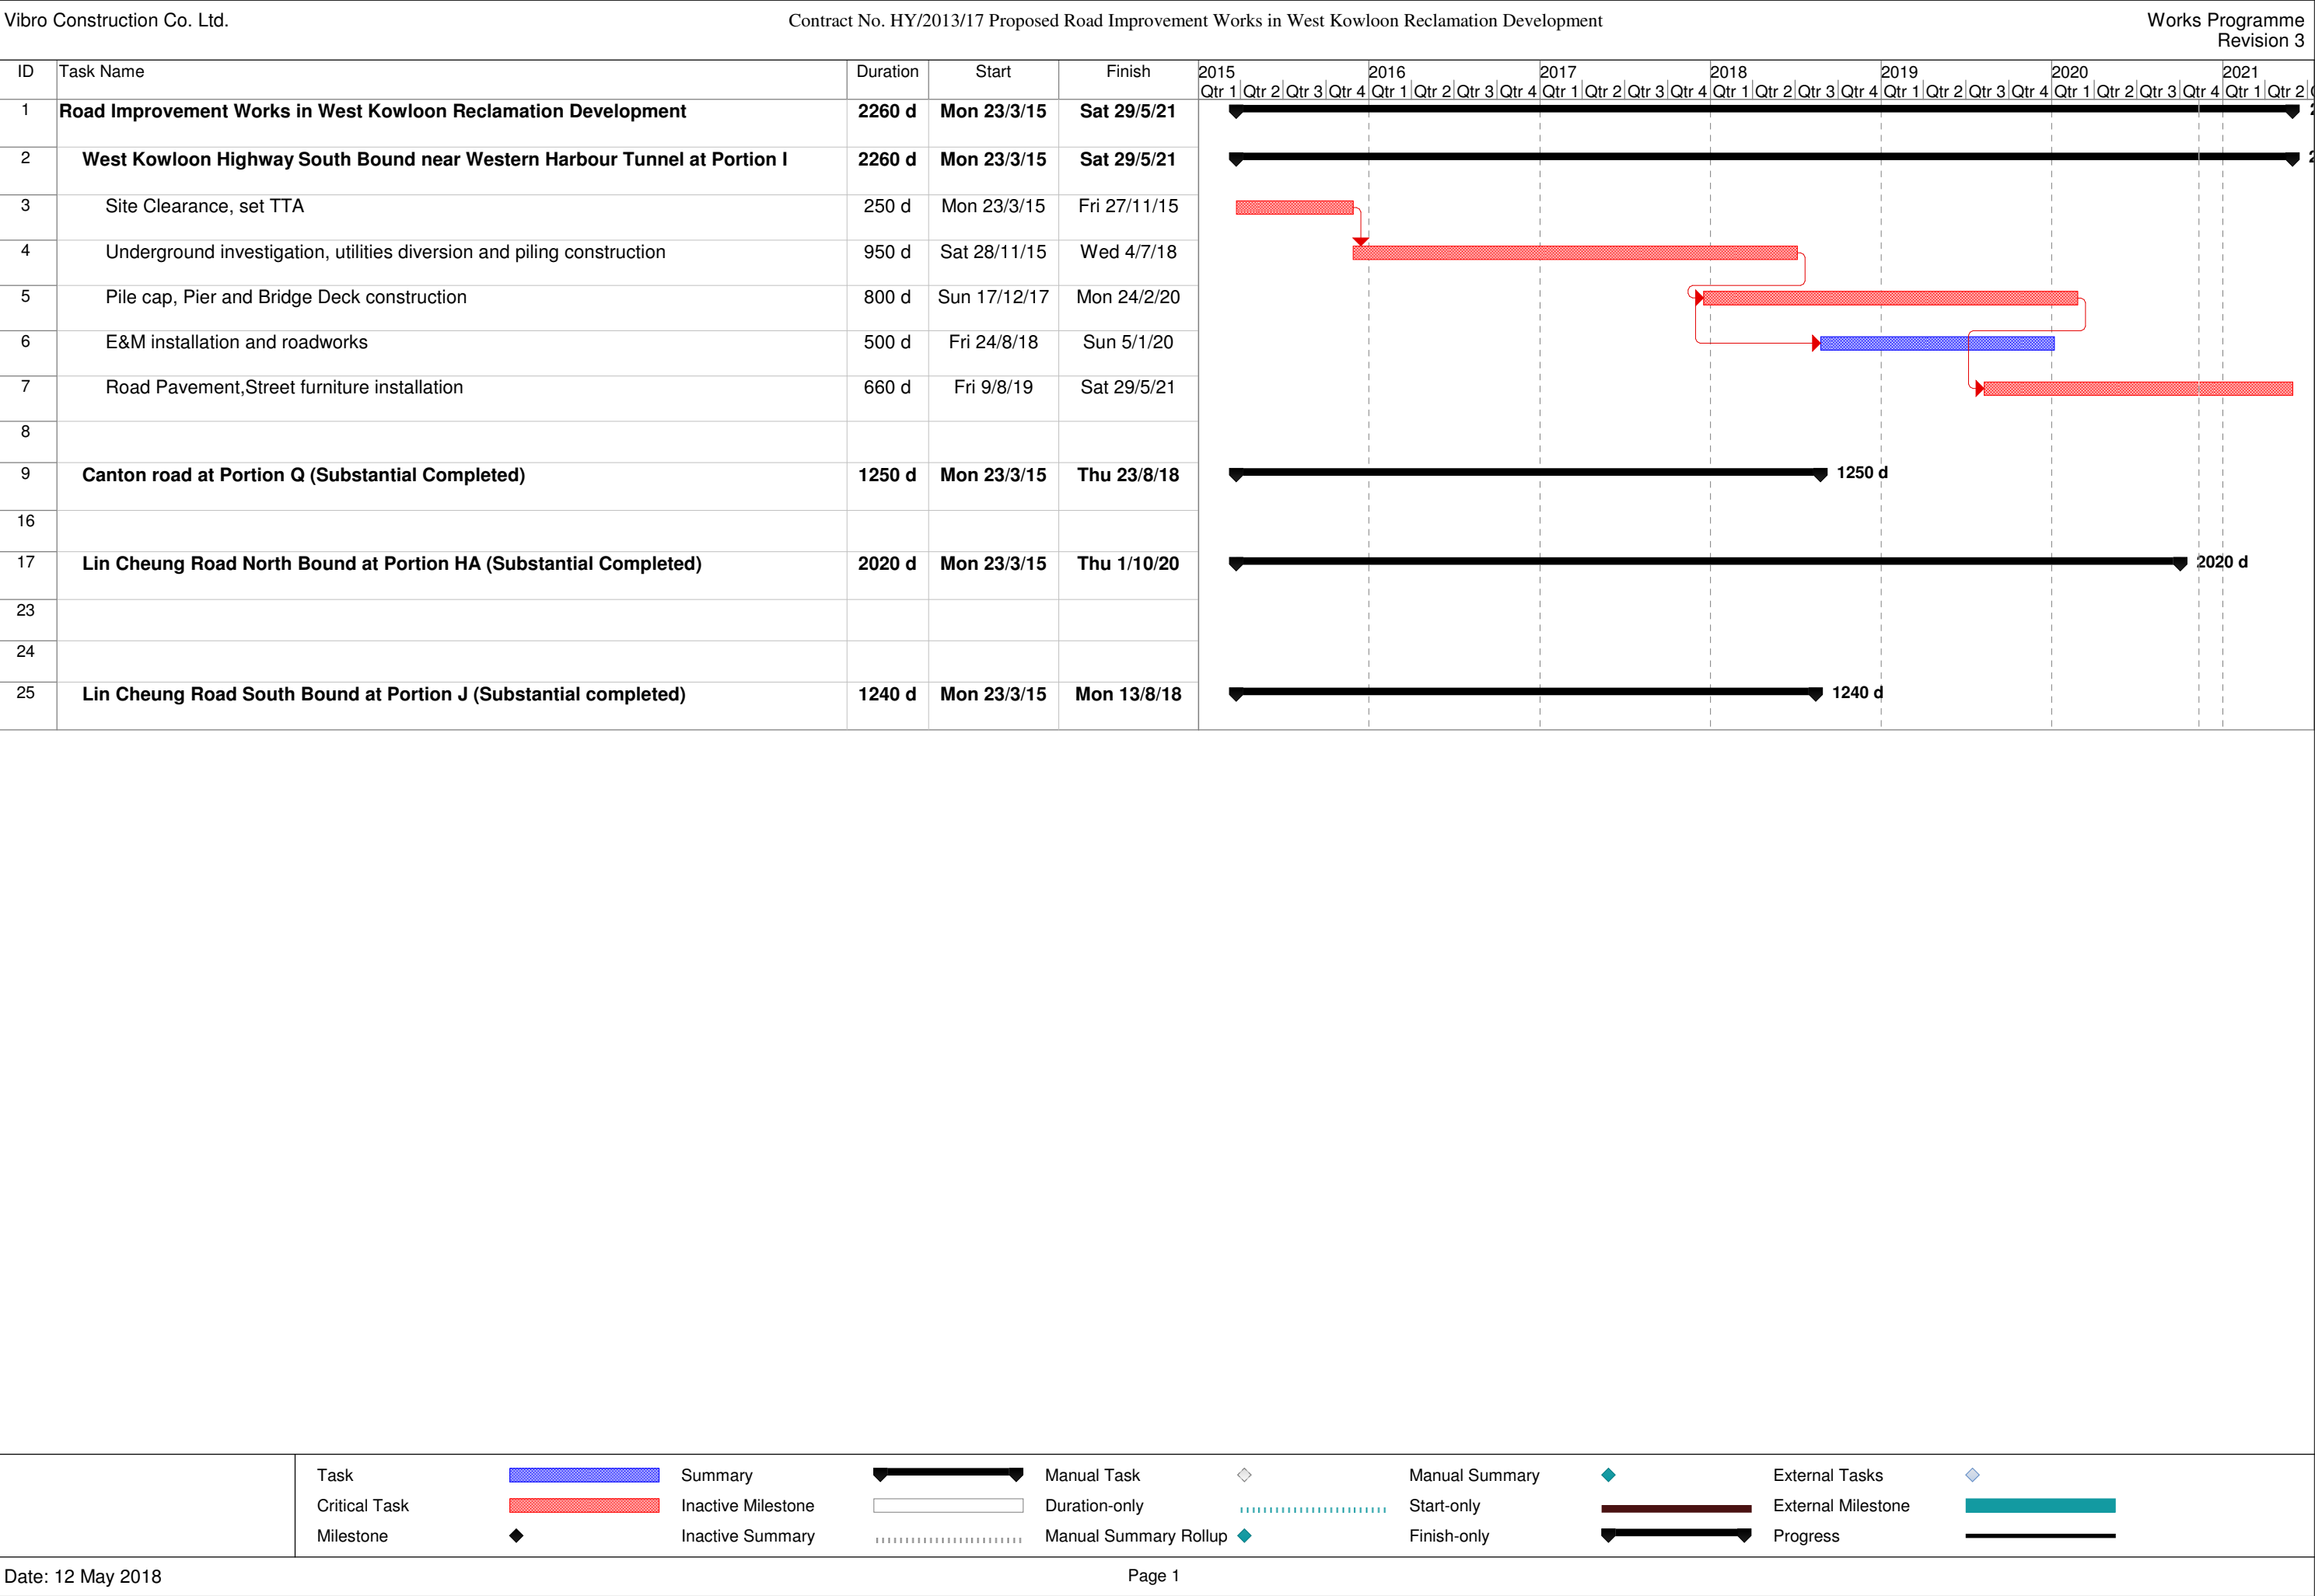 Vibro Construction Co. Ltd.
Contract No. HY/2013/17 Proposed Road Improvement Works in West Kowloon Reclamation Development
Works Programme
Revision 3
ID Task Name Duration Start Finish 2015 2016 2017 2018 2019 2020 2021
Qtr 1 Qtr 2 Qtr 3 Qtr 4 Qtr 1 Qtr 2 Qtr 3 Qtr 4 Qtr 1 Qtr 2 Qtr 3 Qtr 4 Qtr 1 Qtr 2 Qtr 3 Qtr 4 Qtr 1 Qtr 2 Qtr 3 Qtr 4 Qtr 1 Qtr 2 Qtr 3 Qtr 4 Qtr 1 Qtr 2
1 Road Improvement Works in West Kowloon Reclamation Development 2260 d Mon 23/3/15 Sat 29/5/21
2 West Kowloon Highway South Bound near Western Harbour Tunnel at Portion I 2260 d Mon 23/3/15 Sat 29/5/21
3 Site Clearance, set TTA 250 d Mon 23/3/15 Fri 27/11/15
4 Underground investigation, utilities diversion and piling construction 950 d Sat 28/11/15 Wed 4/7/18
5 Pile cap, Pier and Bridge Deck construction 800 d Sun 17/12/17 Mon 24/2/20
6 E&M installation and roadworks 500 d Fri 24/8/18 Sun 5/1/20
7 Road Pavement,Street furniture installation 660 d Fri 9/8/19 Sat 29/5/21
8
9 Canton road at Portion Q (Substantial Completed) 1250 d Mon 23/3/15 Thu 23/8/18 1250 d
16
17 Lin Cheung Road North Bound at Portion HA (Substantial Completed) 2020 d Mon 23/3/15 Thu 1/10/20 2020 d
23
24
25 Lin Cheung Road South Bound at Portion J (Substantial completed) 1240 d Mon 23/3/15 Mon 13/8/18 1240 d
Task Summary Manual Task Manual Summary External Tasks
Critical Task Inactive Milestone Duration-only Start-only External Milestone
Milestone Inactive Summary Manual Summary Rollup Finish-only Progress
Date: 12 May 2018
Page 1